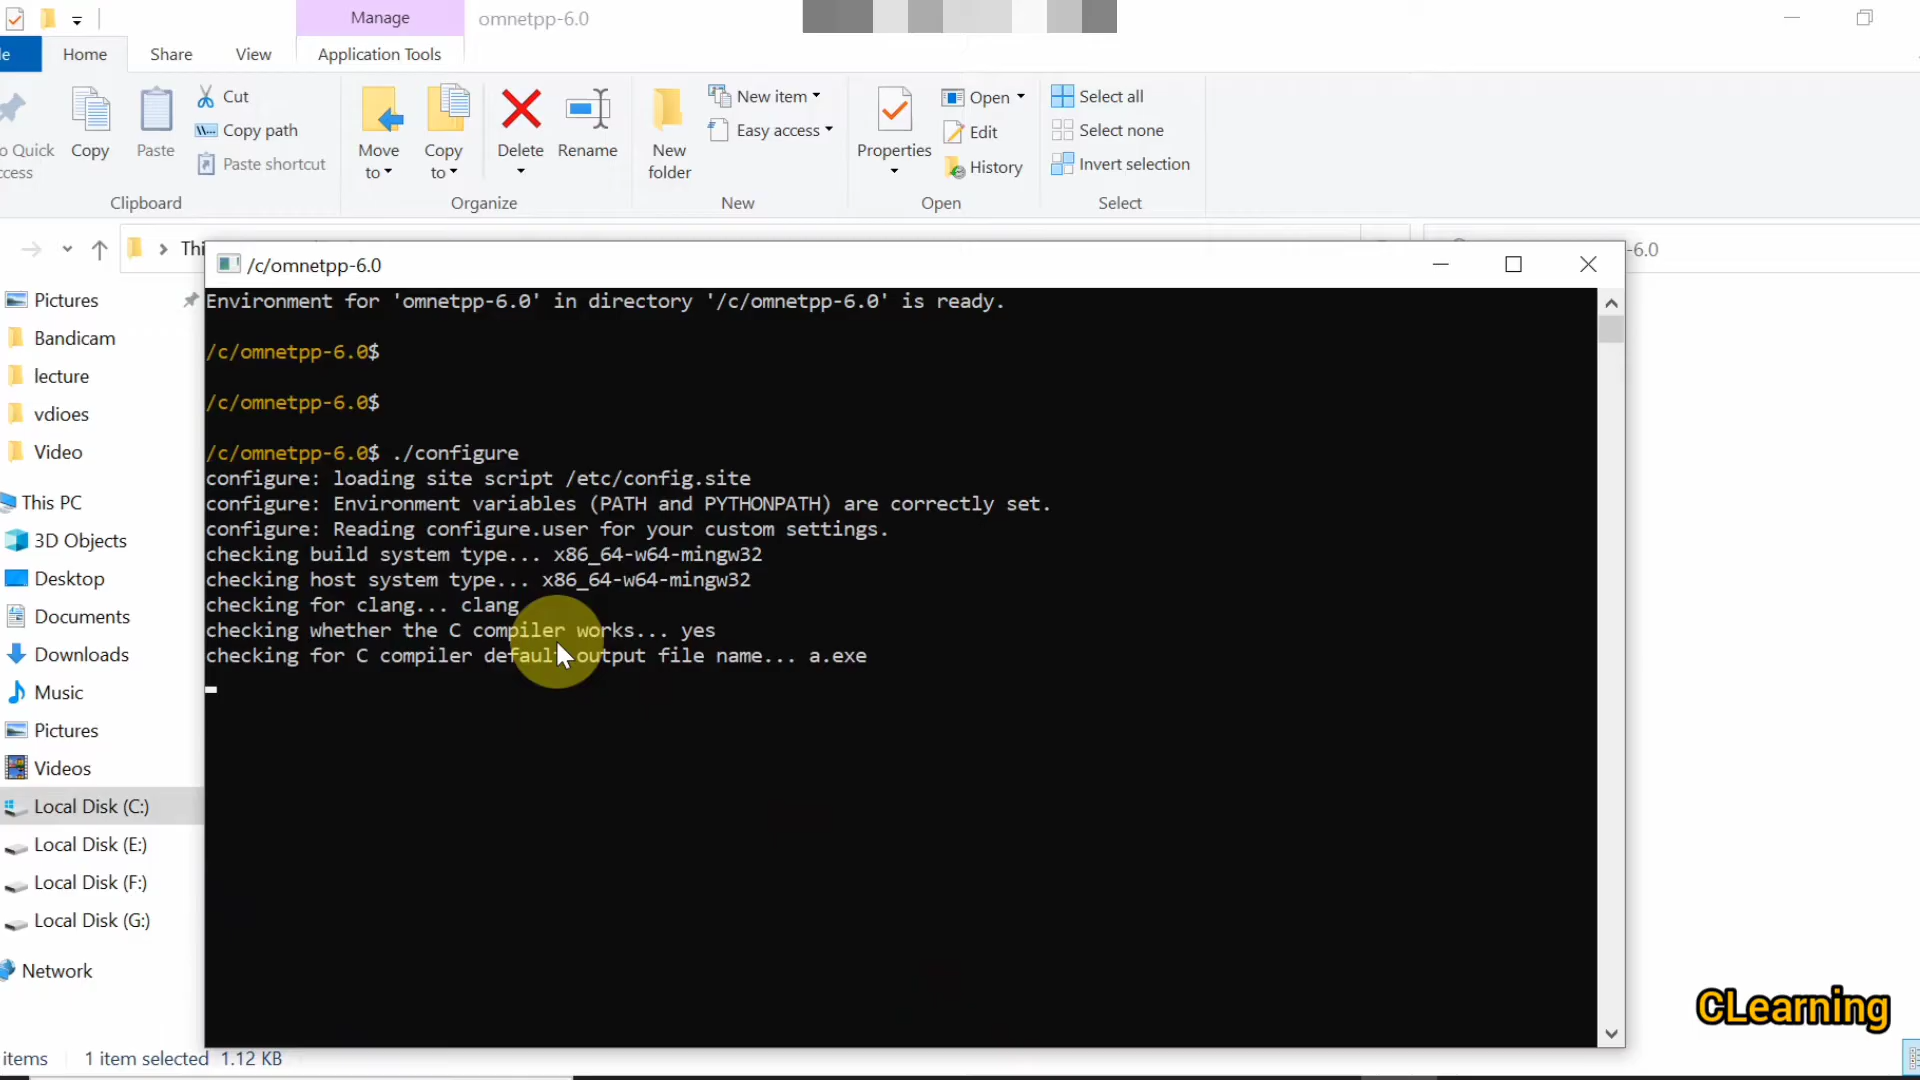 Manage
omnetpp-6.0
Home
Share
View
Application Tools
Copy
Paste
Cut
Copy path
Paste shortcut
Clipboard
Move to
Copy to
Delete
Rename
Organize
New folder
New item
Easy access
New
Properties
Open
Edit
History
Open
Select all
Select none
Invert selection
Select
Quick
/c/omnetpp-6.0
-6.0
Pictures
Bandicam
lecture
vdioes
Video
This PC
3D Objects
Desktop
Documents
Downloads
Music
Pictures
Videos
Local Disk (C:)
Local Disk (E:)
Local Disk (F:)
Local Disk (G:)
Network
Environment for 'omnetpp-6.0' in directory '/c/omnetpp-6.0' is ready.
/c/omnetpp-6.0$
/c/omnetpp-6.0$
/c/omnetpp-6.0$ ./configure
configure: loading site script /etc/config.site
configure: Environment variables (PATH and PYTHONPATH) are correctly set.
configure: Reading configure.user for your custom settings.
checking build system type... x86_64-w64-mingw32
checking host system type... x86_64-w64-mingw32
checking for clang... clang
checking whether the C compiler works... yes
checking for C compiler default output file name... a.exe
CLearning
items
1 item selected 1.12 KB